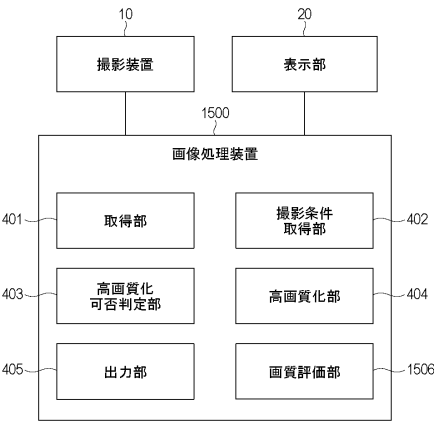 10
20
撮影装置
表示部
1500
画像処理装置
401
取得部
撮影条件
取得部
402
403
高画質化
可否判定部
高画質化部
404
405
出力部
画質評価部
1506